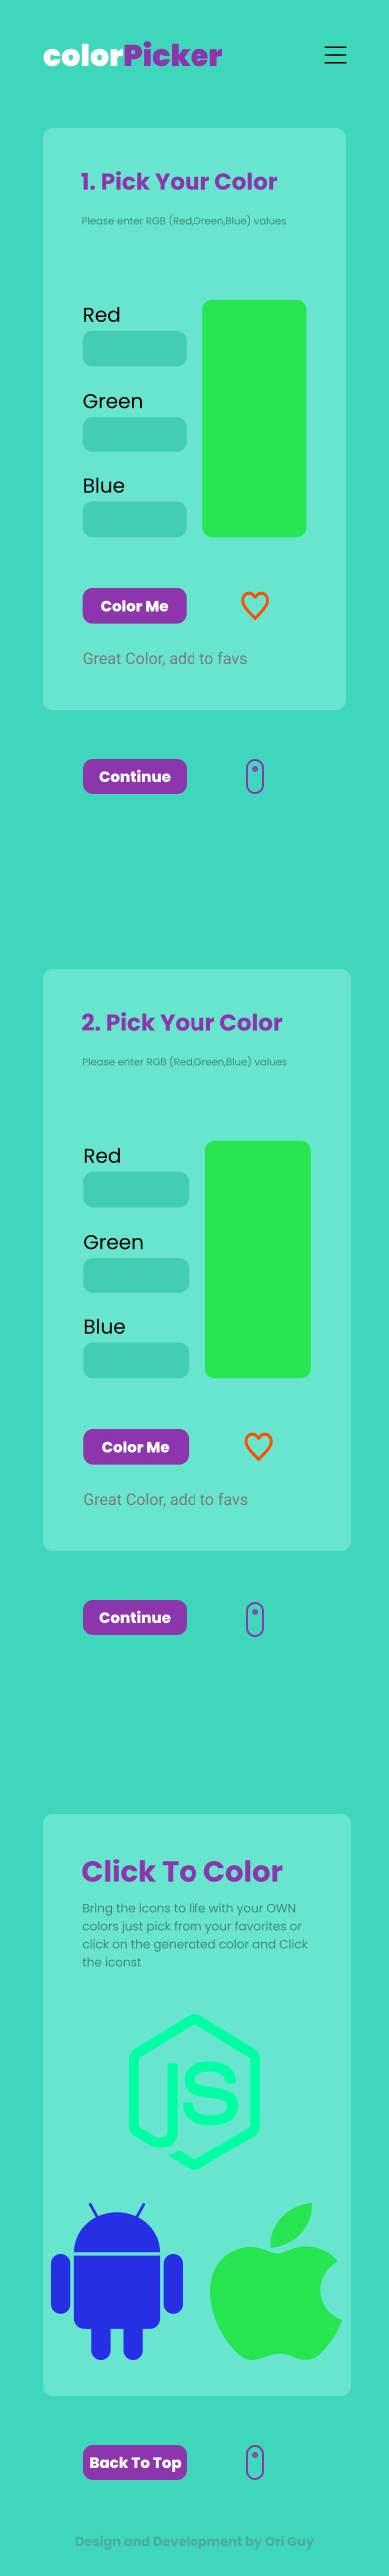 colorPicker
1. Pick Your Color
Please enter RGB (Red,Green,Blue) values
Red
Green
Blue
Color Me
Great Color, add to favs
Continue
2. Pick Your Color
Please enter RGB (Red,Green,Blue) values
Red
Green
Blue
Color Me
Great Color, add to favs
Continue
Click To Color
Bring the icons to life with your OWN
colors just pick from your favorites or
click on the generated color and Click
the iconst
JS
Back To Top
Design and Development by Ori Guy